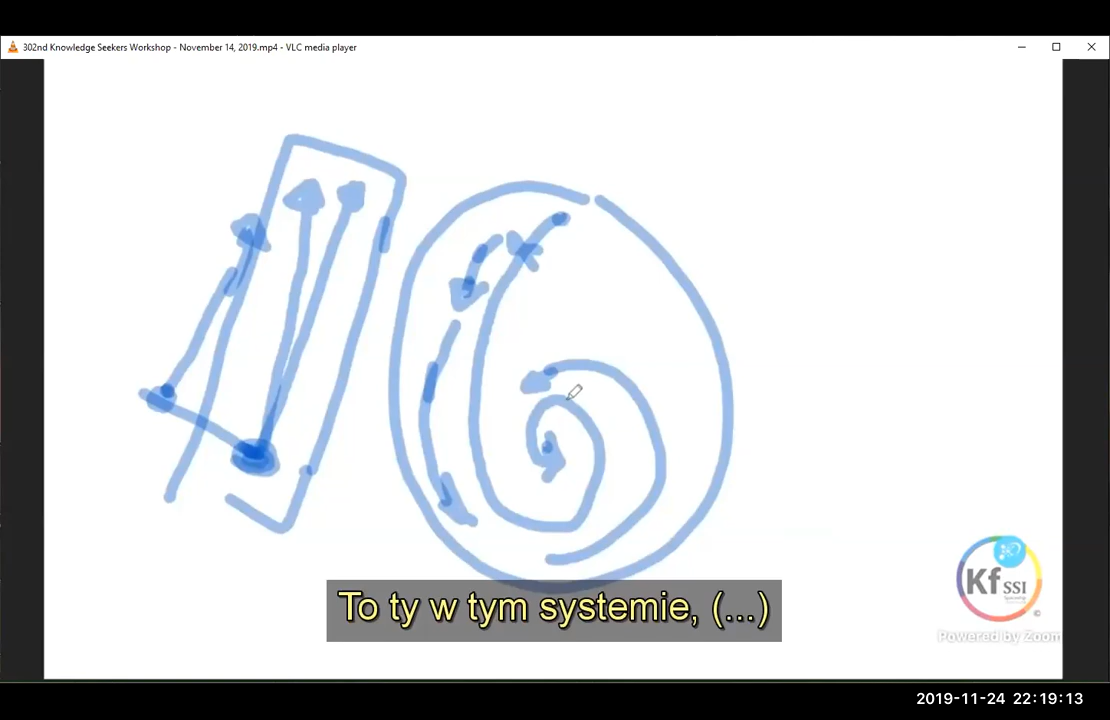 302nd Knowledge Seekers Workshop - November 14, 2019.mp4 - VLC media player
To ty w tym systemie, (...)
Kf SSI
©
Powered by Zoom
2019-11-24 22:19:13